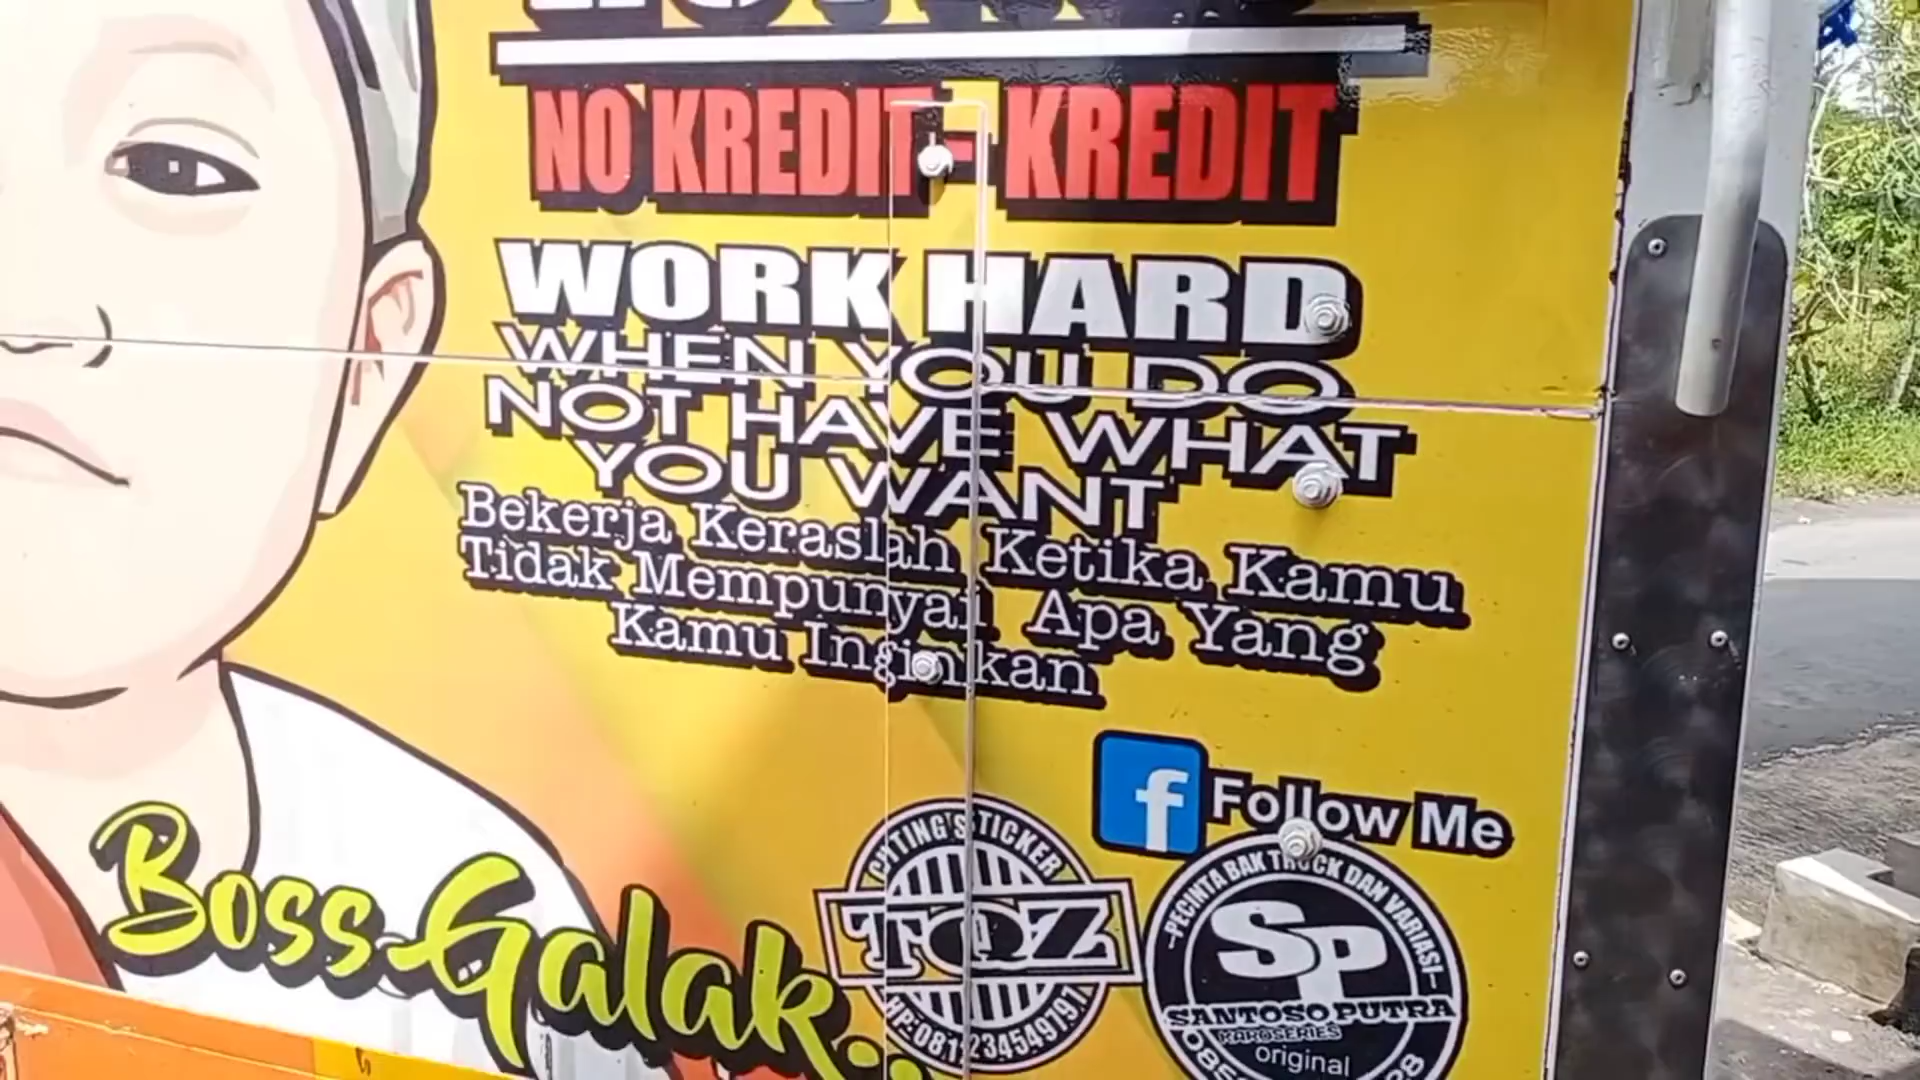 NO KREDIT - KREDIT
WORK HARD
WHEN YOU DO
NOT HAVE WHAT
YOU WANT
Bekerja Keraslah Ketika Kamu
Tidak Mempunyai Apa Yang
Kamu Inginkan
f Follow Me
Boss Galak...
CUTTING STICKER
TOZ
PECINTA BAK TRUCK DAN VARIASI
SP
SANTOSO PUTRA
KAROSERIES
original